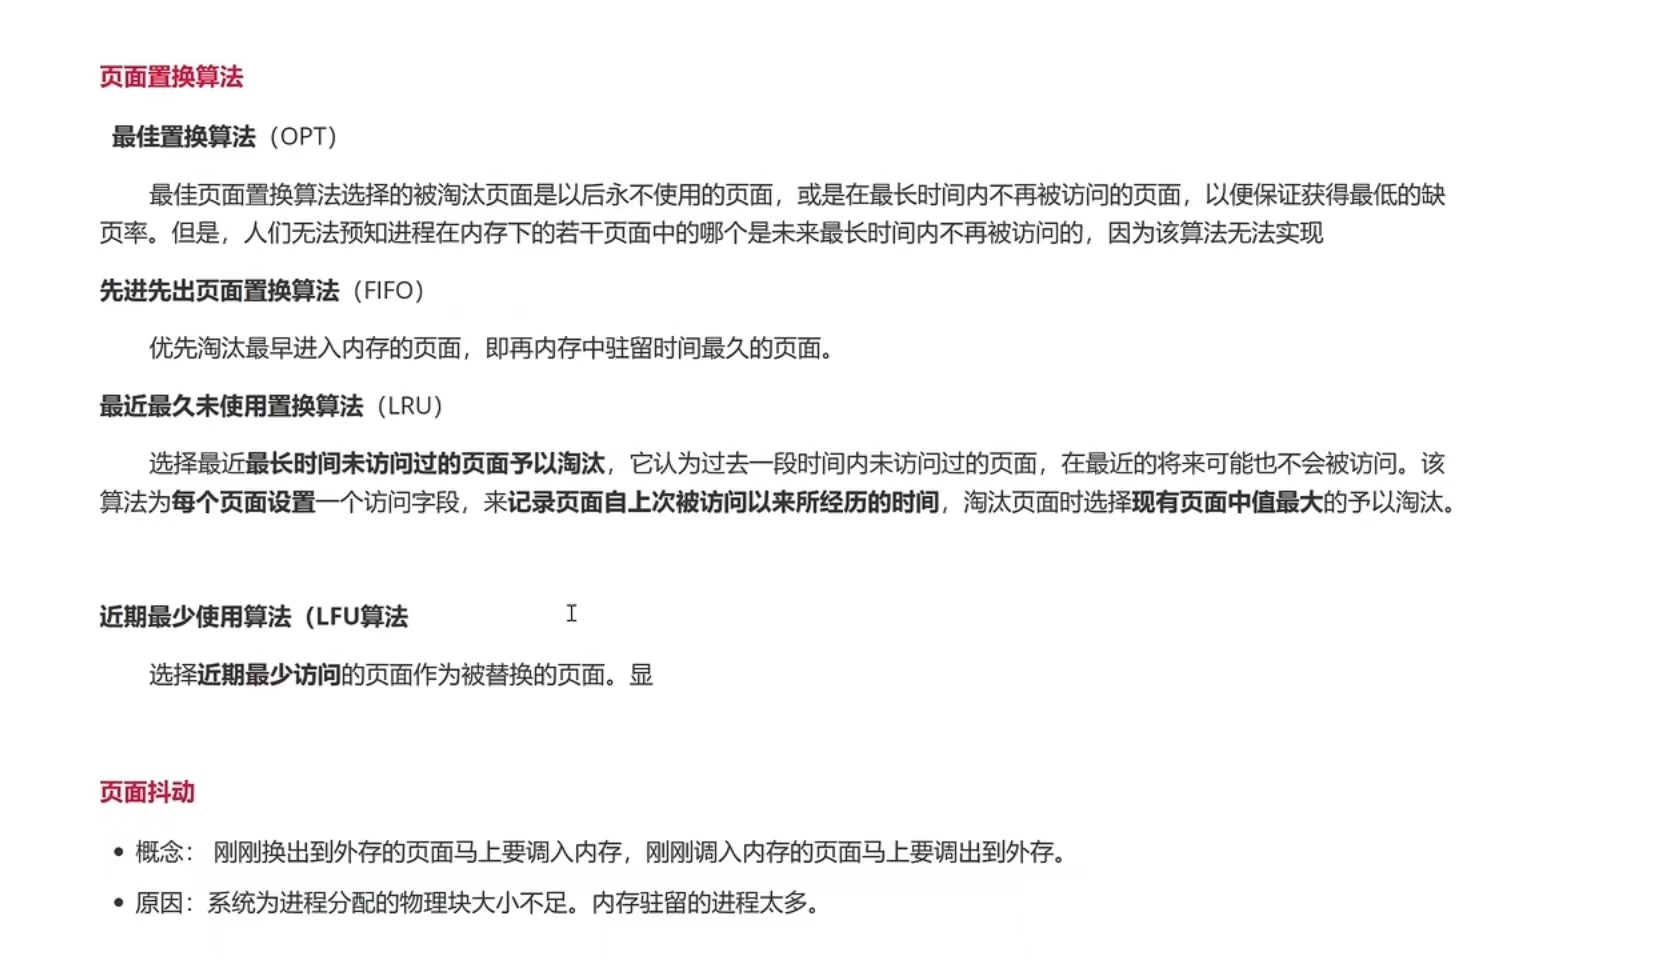 页面置换算法
最佳置换算法（OPT）
最佳页面置换算法选择的被淘汰页面是以后永不使用的页面，或是在最长时间内不再被访问的页面，以便保证获得最低的缺
页率。但是，人们无法预知进程在内存下的若干页面中的哪个是未来最长时间内不再被访问的，因为该算法无法实现
先进先出页面置换算法（FIFO）
优先淘汰最早进入内存的页面，即再内存中驻留时间最久的页面。
最近最久未使用置换算法（LRU）
选择最近最长时间未访问过的页面予以淘汰，它认为过去一段时间内未访问过的页面，在最近的将来可能也不会被访问。该
算法为每个页面设置一个访问字段，来记录页面自上次被访问以来所经历的时间，淘汰页面时选择现有页面中值最大的予以淘汰。
近期最少使用算法（LFU算法
选择近期最少访问的页面作为被替换的页面。显
页面抖动
• 概念： 刚刚换出到外存的页面马上要调入内存，刚刚调入内存的页面马上要调出到外存。
• 原因：系统为进程分配的物理块大小不足。内存驻留的进程太多。